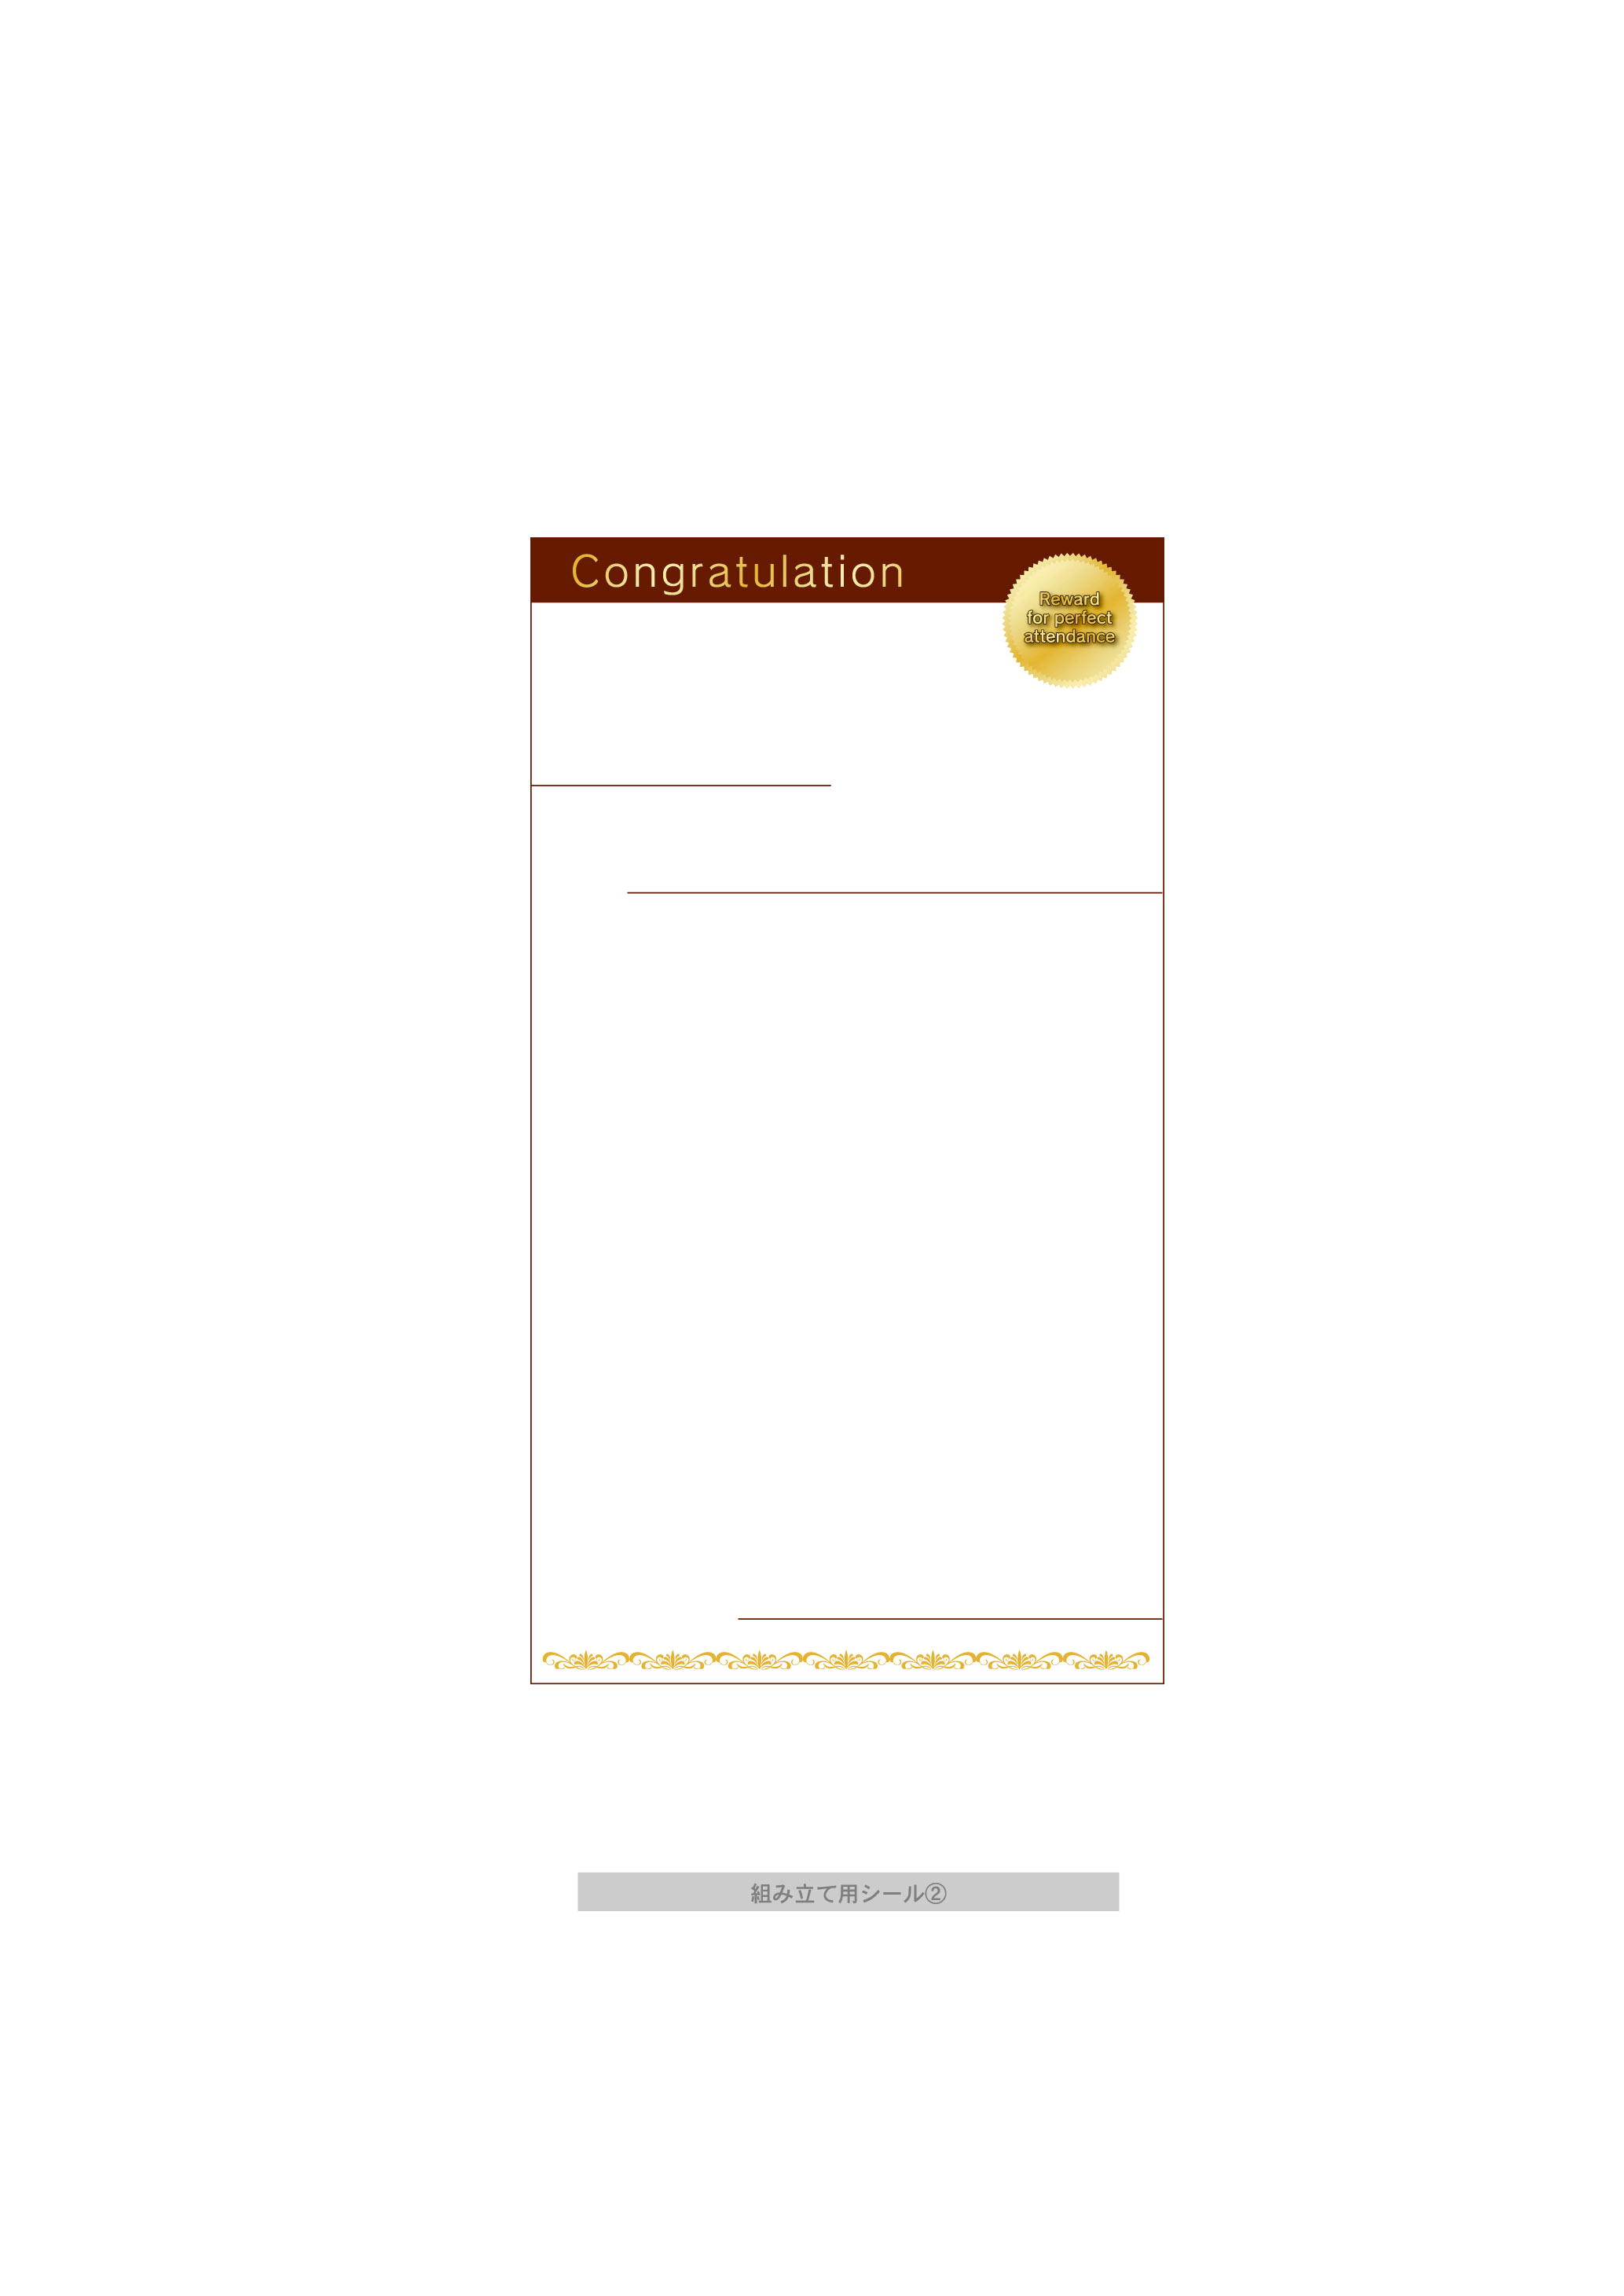 Congratulation
Reward
for perfect
attendance
組み立て用シール②